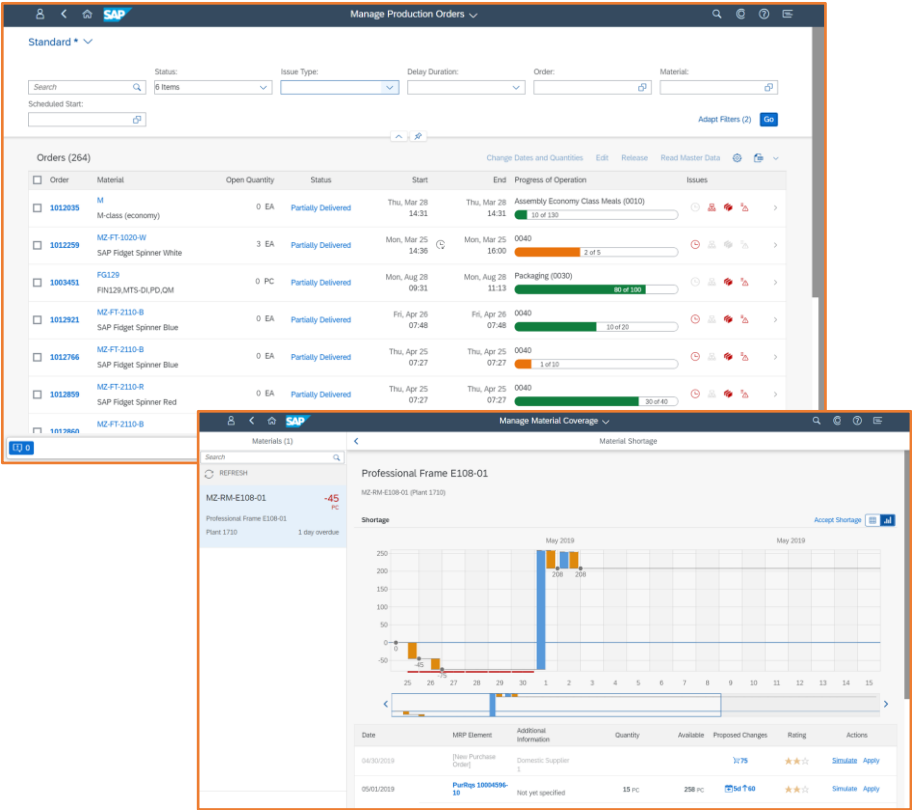 SAP Manage Production Orders
Standard *
Status: Issue Type: Delay Duration: Order: Material:
Search 6 Items
Scheduled Start:
Adapt Filters (2) Go
Orders (264) Change Dates and Quantities Edit Release Read Master Data
Order Material Open Quantity Status Start End Progress of Operation Issues
1012035 M 0 EA Partially Delivered Thu, Mar 28 Thu, Mar 28 Assembly Economy Class Meals (0010)
M-class (economy) 14:31 14:31 10 of 130
1012259 MZ-FT-1020-W 3 EA Partially Delivered Mon, Mar 25 Mon, Mar 25 0040
SAP Fidget Spinner White 14:36 16:00 2 of 5
1003451 FG129 0 PC Partially Delivered Mon, Aug 28 Mon, Aug 28 Packaging (0030)
FIN129,MTS-DI,PD,QM 09:31 11:13 80 of 100
1012921 MZ-FT-2110-B 0 EA Partially Delivered Fri, Apr 26 Fri, Apr 26 0040
SAP Fidget Spinner Blue 07:48 07:48 10 of 20
1012766 MZ-FT-2110-B 0 EA Partially Delivered Thu, Apr 25 Thu, Apr 25 0040
SAP Fidget Spinner Blue 07:27 07:27 1 of 10
1012859 MZ-FT-2110-R 0 EA Partially Delivered Thu, Apr 25 Thu, Apr 25 0040
SAP Fidget Spinner Red 07:27 07:27 30 of 40
1012860 MZ-FT-2110-B
0
SAP Manage Material Coverage
Materials (1) Material Shortage
Search
REFRESH
MZ-RM-E108-01 -45
PC
Professional Frame E108-01
Plant 1710 1 day overdue
Professional Frame E108-01
MZ-RM-E108-01 (Plant 1710)
Shortage Accept Shortage
May 2019 May 2019
250
200
150
100
50
0
-50
0 -45 -75 208 208
25 26 27 28 29 30 1 2 3 4 5 6 7 8 9 10 11 12 13 14 15
Date MRP Element Additional Information Quantity Available Proposed Changes Rating Actions
04/30/2019 [New Purchase Order] Domestic Supplier 1 75 Simulate Apply
05/01/2019 PurRqs 10004596-10 Not yet specified 15 PC 258 PC 5d 60 Simulate Apply